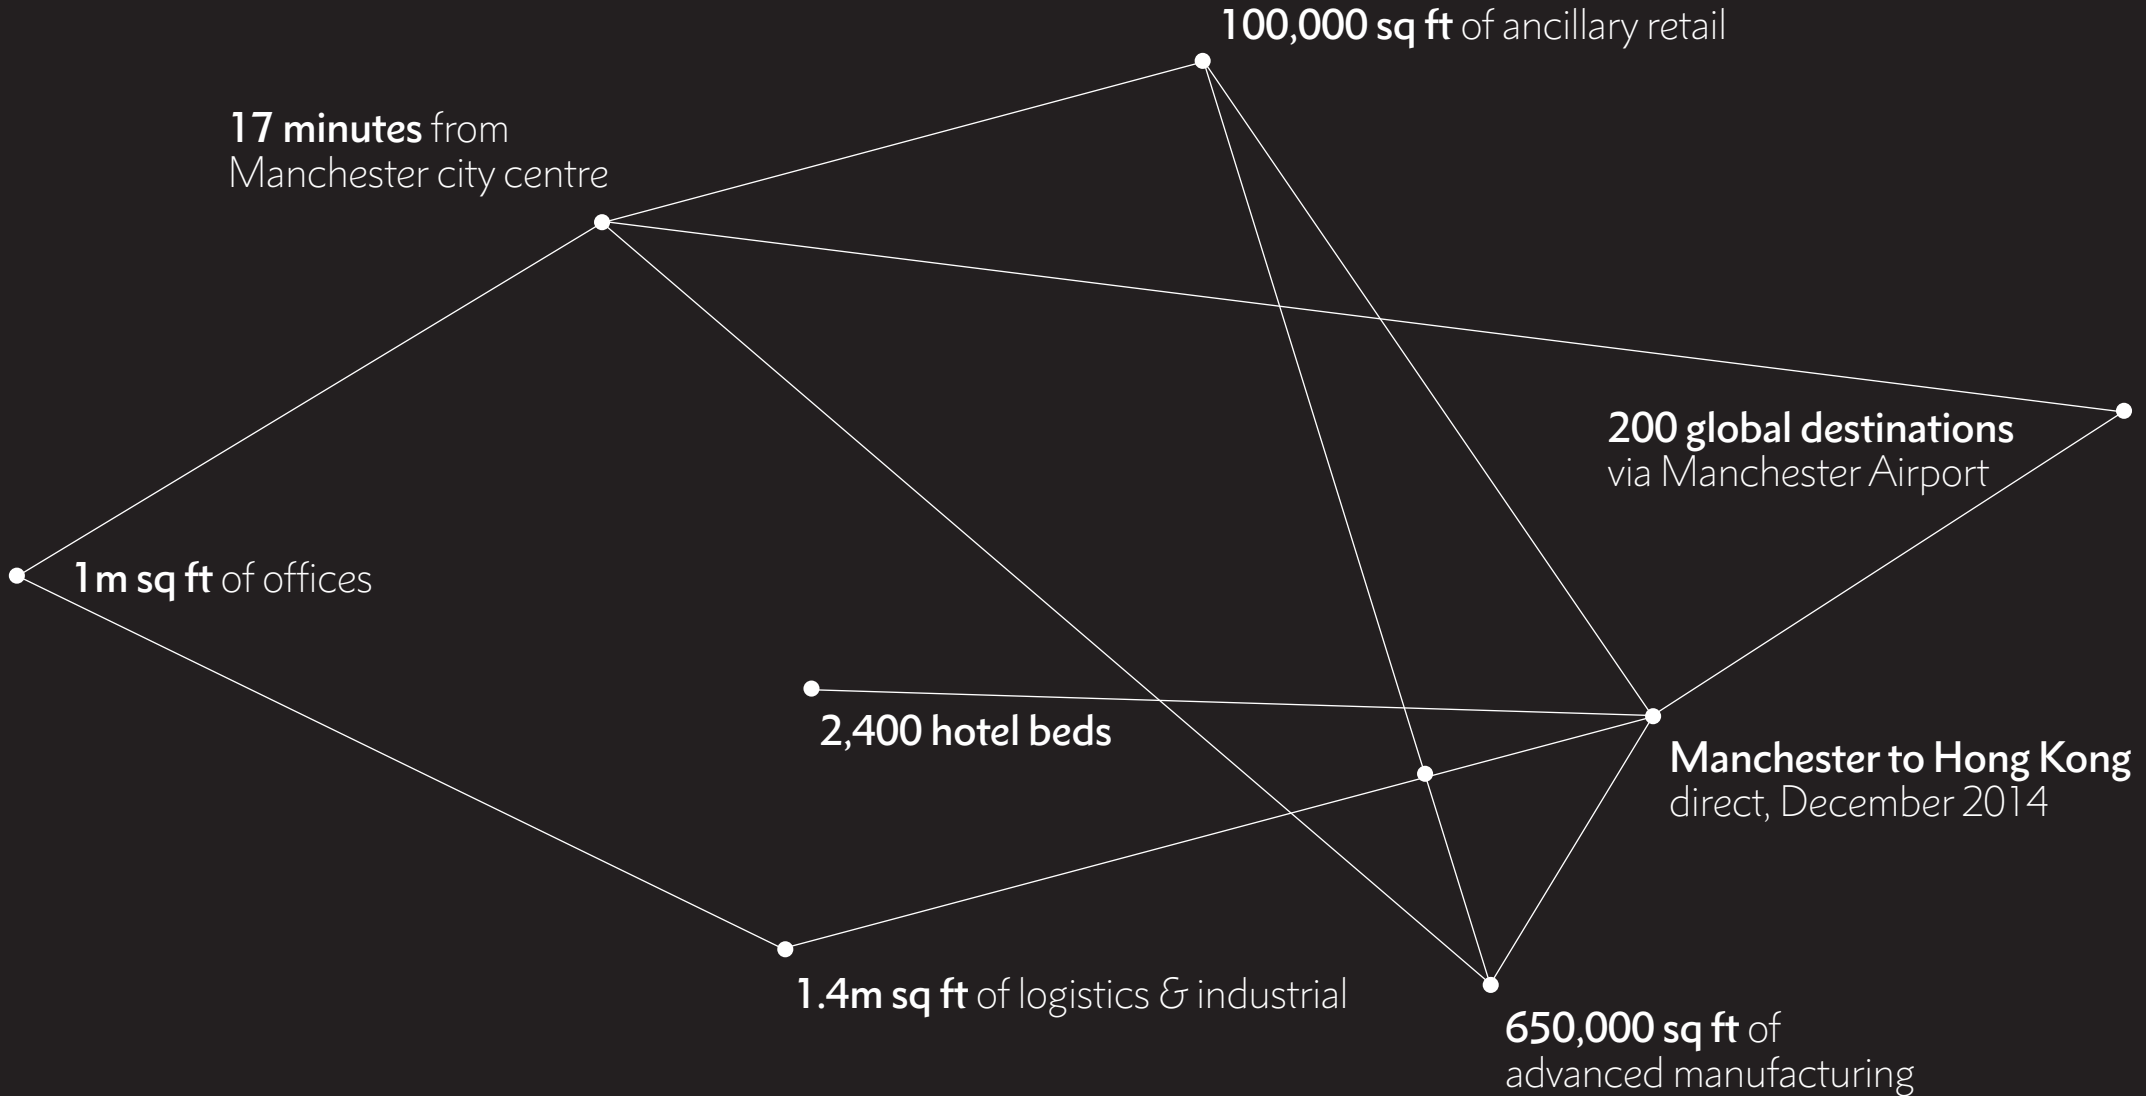 100,000 sq ft of ancillary retail
17 minutes from
Manchester city centre
200 global destinations
via Manchester Airport
1m sq ft of offices
2,400 hotel beds
Manchester to Hong Kong
direct, December 2014
1.4m sq ft of logistics & industrial
650,000 sq ft of
advanced manufacturing